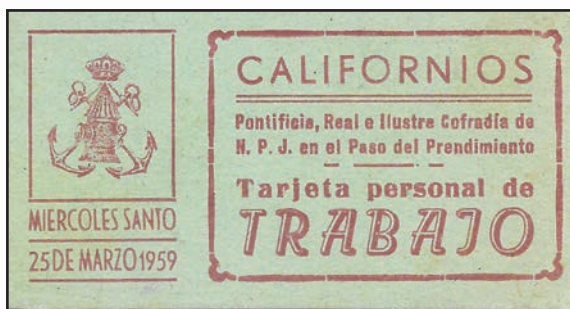 MIERCOLES SANTO
25 DE MARZO 1959
CALIFORNIOS
Pontificia, Real e Ilustre Cofradía de
N. P. J. en el Paso del Prendimiento
Tarjeta personal de
TRABAJO